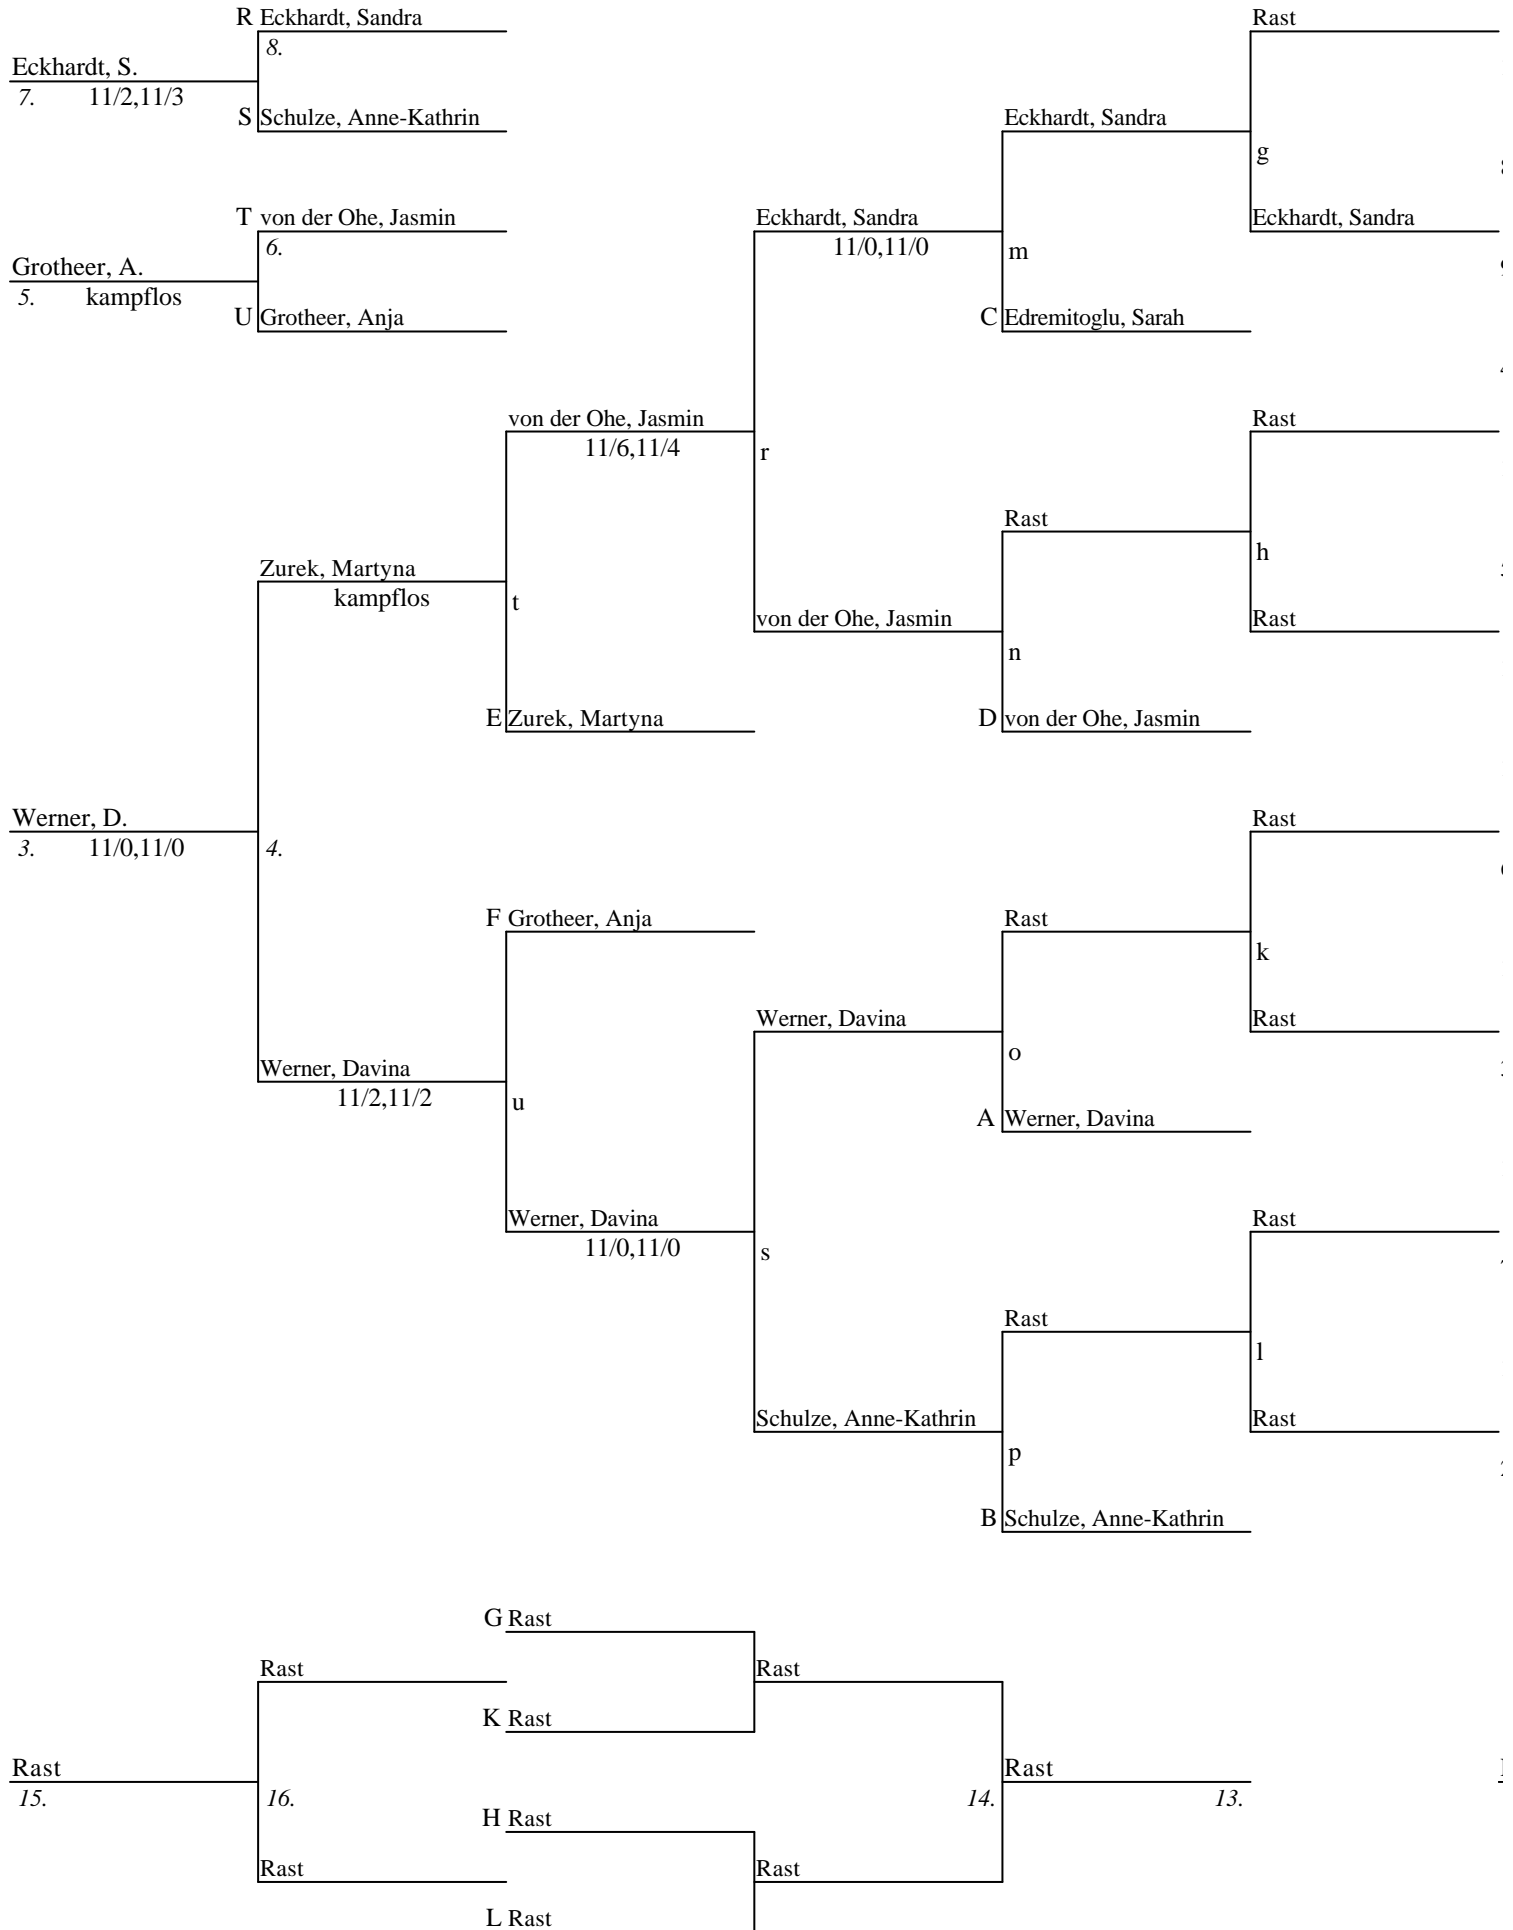 R Eckhardt, Sandra
Rast
8.
Eckhardt, S.
7. 11/2,11/3
S Schulze, Anne-Kathrin
Eckhardt, Sandra
g
T von der Ohe, Jasmin
Eckhardt, Sandra
Eckhardt, Sandra
6.
11/0,11/0
m
Grotheer, A.
5. kampflos
U Grotheer, Anja
C Edremitoglu, Sarah
von der Ohe, Jasmin
Rast
11/6,11/4
r
Rast
h
Zurek, Martyna
kampflos
t
von der Ohe, Jasmin
Rast
n
E Zurek, Martyna
D von der Ohe, Jasmin
Werner, D.
Rast
3. 11/0,11/0
4.
F Grotheer, Anja
Rast
k
Werner, Davina
Rast
o
Werner, Davina
11/2,11/2
u
A Werner, Davina
Werner, Davina
Rast
11/0,11/0
s
Rast
l
Schulze, Anne-Kathrin
Rast
p
B Schulze, Anne-Kathrin
G Rast
Rast
Rast
K Rast
Rast
Rast
15.
16.
14.
13.
H Rast
Rast
Rast
L Rast